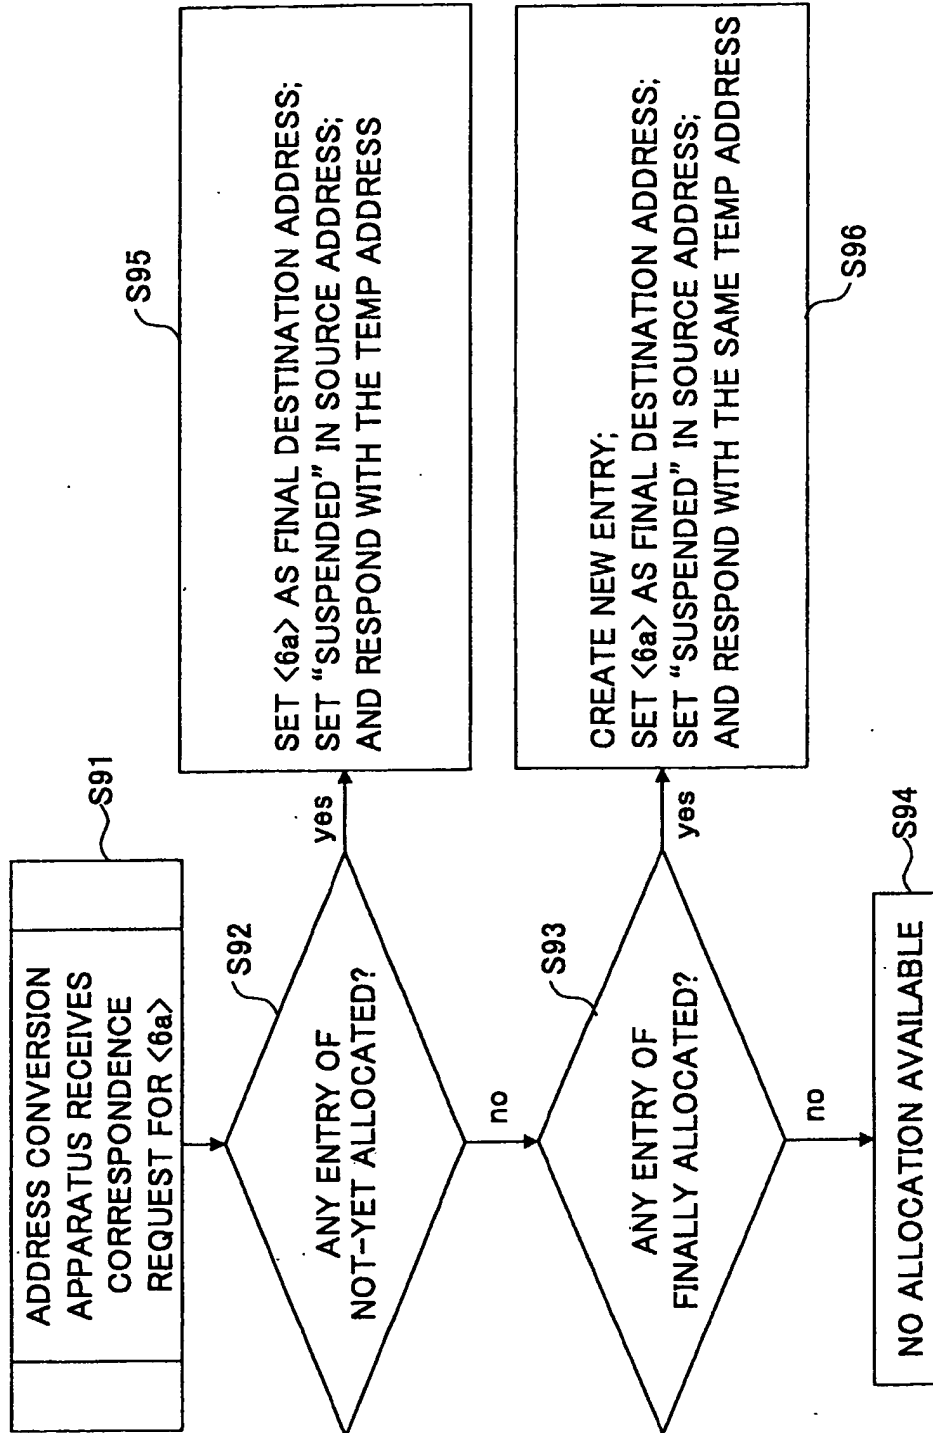 S91
ADDRESS CONVERSION
APPARATUS RECEIVES
CORRESPONDENCE
REQUEST FOR <6a>
S92
ANY ENTRY OF
NOT-YET ALLOCATED?
yes
no
S95
SET <6a> AS FINAL DESTINATION ADDRESS;
SET "SUSPENDED" IN SOURCE ADDRESS;
AND RESPOND WITH THE TEMP ADDRESS
S93
ANY ENTRY OF
FINALLY ALLOCATED?
yes
no
CREATE NEW ENTRY;
SET <6a> AS FINAL DESTINATION ADDRESS;
SET "SUSPENDED" IN SOURCE ADDRESS;
AND RESPOND WITH THE SAME TEMP ADDRESS
S96
S94
NO ALLOCATION AVAILABLE